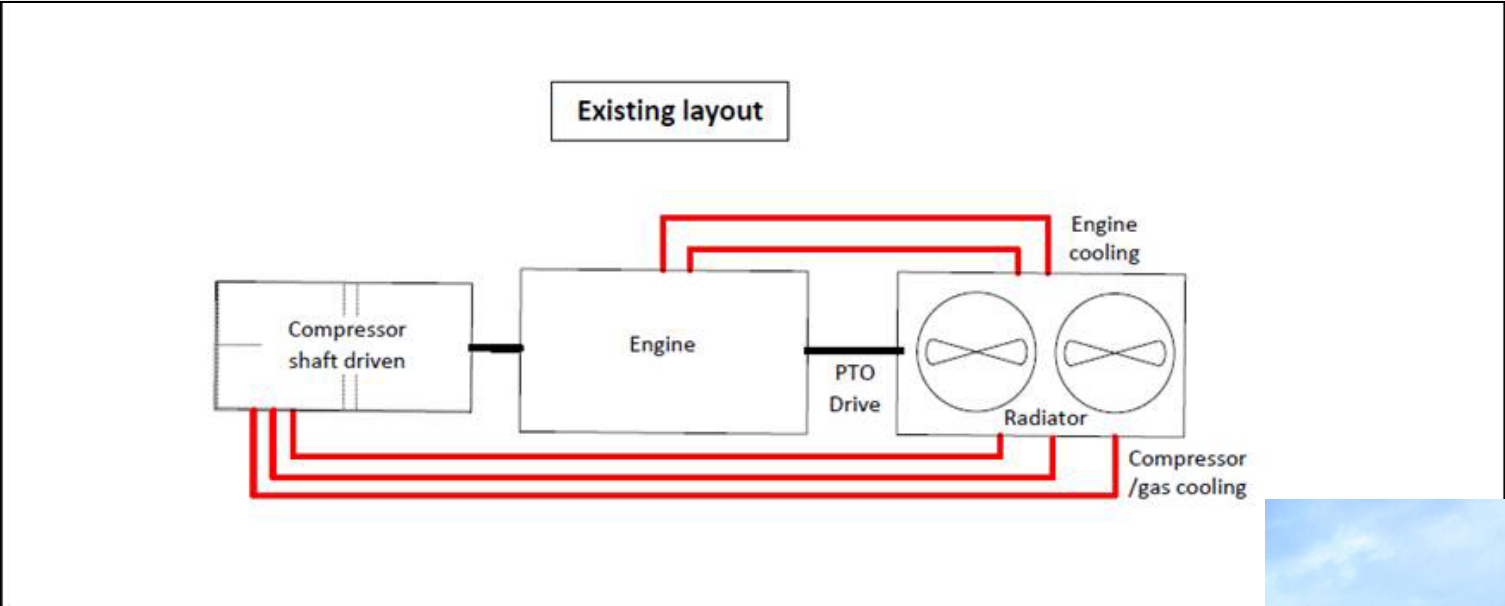 Existing layout
Engine
cooling
Compressor
shaft driven
Engine
PTO
Drive
Radiator
Compressor
/gas cooling